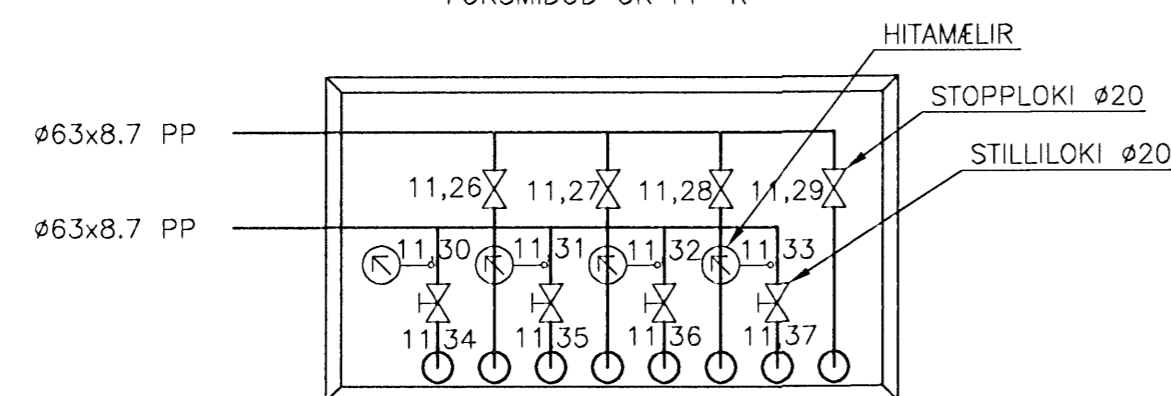 HITAMÆLIR
STOPPLOKI ø20
ø63x8.7 PP
STILLILOKI ø20
11,26 11,27 11,28 11,29
ø63x8.7 PP
11,30 11,31 11,32 11,33
11,34 11,35 11,36 11,37